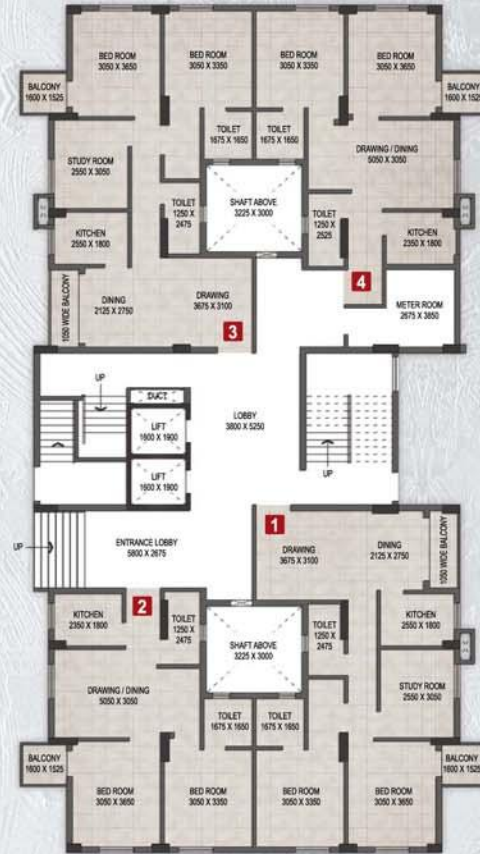 BED ROOM
3050 X 3650
BED ROOM
3050 X 3350
BED ROOM
3050 X 3350
BED ROOM
3050 X 3650
BALCONY
1600 X 1525
BALCONY
1600 X 1525
TOILET
1675 X 1650
TOILET
1675 X 1650
STUDY ROOM
2550 X 3050
DRAWING / DINING
5050 X 3050
SHAFT ABOVE
3225 X 3000
TOILET
1250 X
2475
TOILET
1250 X
2525
KITCHEN
2550 X 1800
KITCHEN
2350 X 1800
1050 WIDE BALCONY
DINING
2125 X 2750
DRAWING
3675 X 3100
3
4
METER ROOM
2675 X 3850
UP
DUCT
LIFT
1600 X 1900
LOBBY
3800 X 5250
LIFT
1600 X 1900
UP
UP
ENTRANCE LOBBY
5800 X 2675
1
DRAWING
3675 X 3100
DINING
2125 X 2750
1050 WIDE BALCONY
2
KITCHEN
2350 X 1800
TOILET
1250 X
2475
SHAFT ABOVE
3225 X 3000
TOILET
1250 X
2475
KITCHEN
2550 X 1800
DRAWING / DINING
5050 X 3050
STUDY ROOM
2550 X 3050
TOILET
1675 X 1650
TOILET
1675 X 1650
BALCONY
1600 X 1525
BALCONY
1600 X 1525
BED ROOM
3050 X 3650
BED ROOM
3050 X 3350
BED ROOM
3050 X 3350
BED ROOM
3050 X 3650